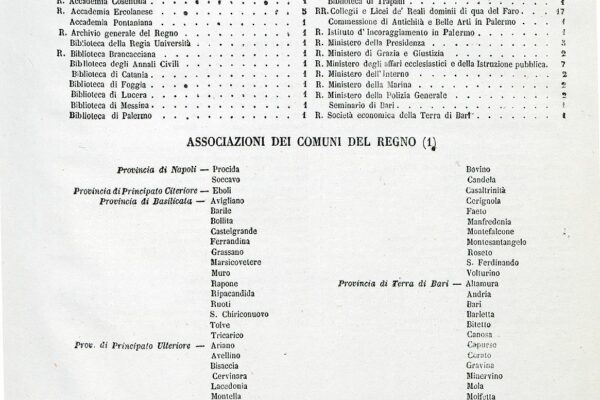 R. Accademia Cosentina . . . . . . . . 1
R. Accademia Ercolanese . . . . . . . . 5
Accademia Pontaniana . . . . . . . . 1
R. Archivio generale del Regno . . . . . . 1
Biblioteca della Regia Università . . . . . 1
R. Biblioteca Brancacciana . . . . . . . 1
Biblioteca degli Annali Civili . . . . . . 1
Biblioteca di Catania . . . . . . . . 1
Biblioteca di Foggia . . . . . . . . 1
Biblioteca di Lucera . . . . . . . . 1
Biblioteca di Messina . . . . . . . . 1
Biblioteca di Palermo . . . . . . . . 1
Biblioteca di Trapani . . . . . . . . 1
RR. Collegii e Licei de' Reali dominii di qua del Faro . . . . 17
Commessione di Antichità e Belle Arti in Palermo . . . . 1
R. Istituto d'Incoraggiamento in Palermo . . . . . 1
R. Ministero della Presidenza . . . . . . 3
R. Ministero di Grazia e Giustizia . . . . . 2
R. Ministero degli affari ecclesiastici e della Istruzione pubblica. 7
R. Ministero dell'Interno . . . . . . . 2
R. Ministero della Marina . . . . . . . 2
R. Ministero della Polizia Generale . . . . . 2
Seminario di Bari . . . . . . . . 1
R. Società economica della Terra di Bari . . . . . 1
ASSOCIAZIONI DEI COMUNI DEL REGNO (1)
Provincia di Napoli — Procida
Soccavo
Provincia di Principato Citeriore — Eboli
Provincia di Basilicata — Avigliano
Barile
Bollita
Castelgrande
Ferrandina
Grassano
Marsicovetere
Muro
Rapone
Ripacandida
Ruoti
S. Chiriconuovo
Tolve
Tricarico
Prov. di Principato Ulteriore — Ariano
Avellino
Bisaccia
Cervinara
Lacedonia
Montella
Bovino
Candela
Casaltrinità
Cerignola
Faeto
Manfredonia
Montefalcone
Montesantangelo
Roseto
S. Ferdinando
Volturino
Provincia di Terra di Bari — Altamura
Andria
Bari
Barletta
Bitetto
Canosa
Capurso
Corato
Gravina
Minervino
Mola
Molfetta